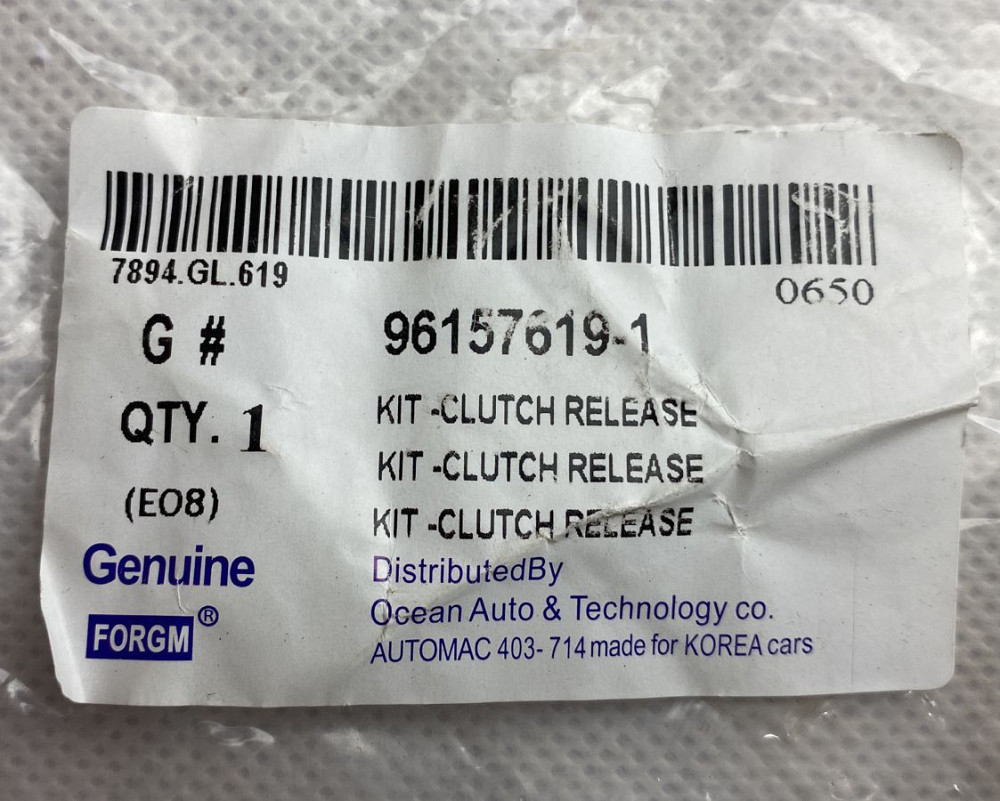 7894.GL.619
0650
G # 96157619-1
QTY. 1
KIT -CLUTCH RELEASE
KIT -CLUTCH RELEASE
(E08)
KIT -CLUTCH RELEASE
Genuine
DistributedBy
FORGM®
Ocean Auto & Technology co.
AUTOMAC 403-714 made for KOREA cars